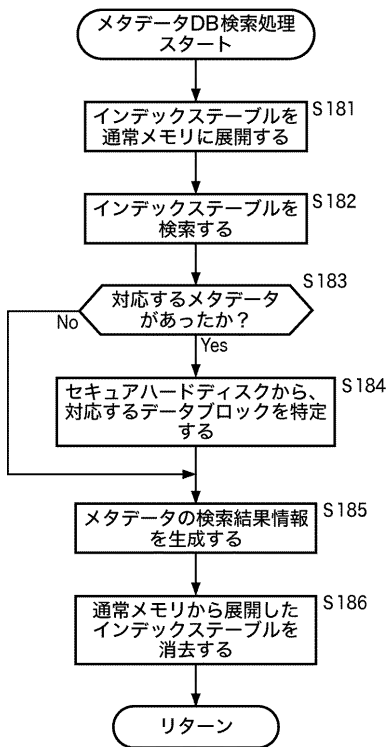 メタデータDB検索処理
スタート
インデックステーブルを
通常メモリに展開する
S181
インデックステーブルを
検索する
S182
対応するメタデータ
があったか？
S183
No
Yes
セキュアハードディスクから、
対応するデータブロックを特定
する
S184
メタデータの検索結果情報
を生成する
S185
通常メモリから展開した
インデックステーブルを
消去する
S186
リターン